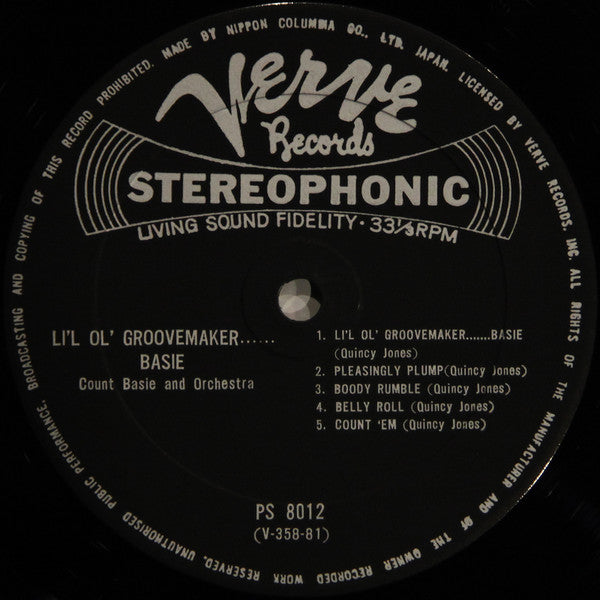 Verve
Records
STEREOPHONIC
LIVING SOUND FIDELITY · 33⅓RPM
LI'L OL' GROOVEMAKER......
BASIE
Count Basie and Orchestra
1. LI'L OL' GROOVEMAKER.......BASIE
(Quincy Jones)
2. PLEASINGLY PLUMP(Quincy Jones)
3. BOODY RUMBLE (Quincy Jones)
4. BELLY ROLL (Quincy Jones)
5. COUNT 'EM (Quincy Jones)
PS 8012
(V-358-81)
MADE BY NIPPON COLUMBIA CO., LTD. JAPAN. LICENSED BY VERVE RECORDS, INC. ALL RIGHTS OF THE MANUFACTURER AND OF THE OWNER RECORDED WORK RESERVED. UNAUTHORISED PUBLIC PERFORMANCE, BROADCASTING AND COPYING OF THIS RECORD PROHIBITED.